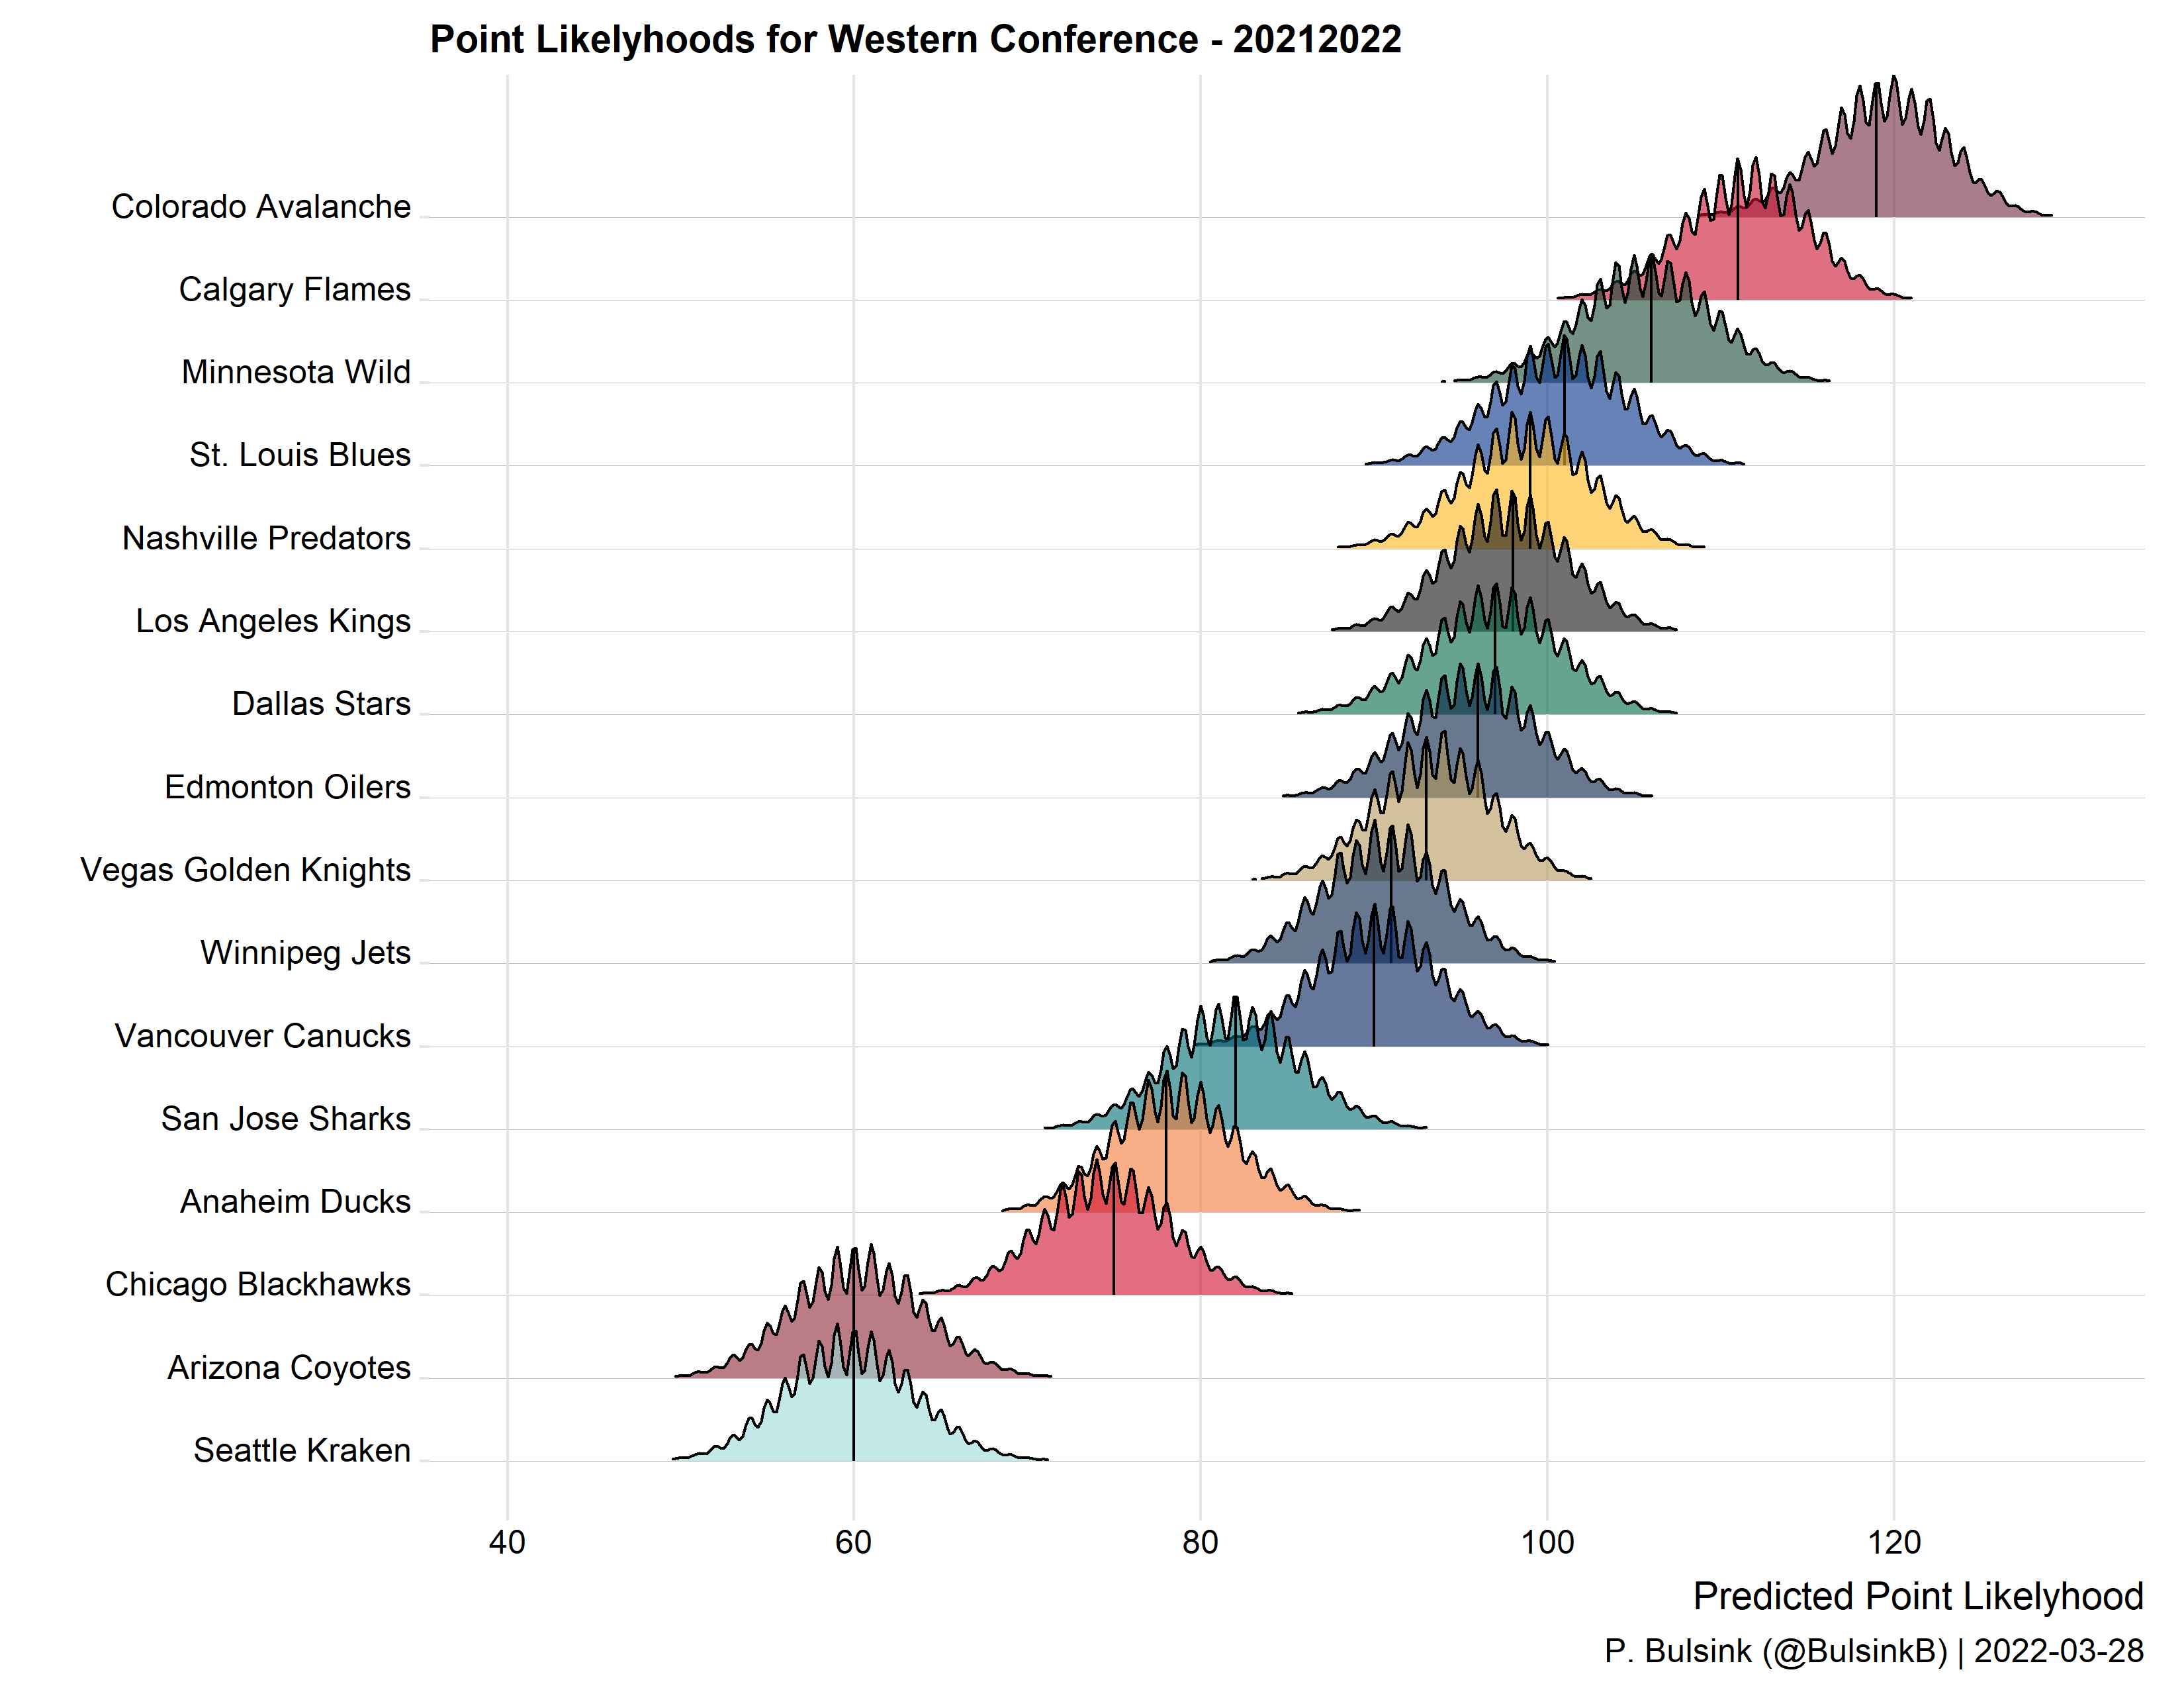 Point Likelyhoods for Western Conference - 20212022
Colorado Avalanche
Calgary Flames
Minnesota Wild
St. Louis Blues
Nashville Predators
Los Angeles Kings
Dallas Stars
Edmonton Oilers
Vegas Golden Knights
Winnipeg Jets
Vancouver Canucks
San Jose Sharks
Anaheim Ducks
Chicago Blackhawks
Arizona Coyotes
Seattle Kraken
40 60 80 100 120
Predicted Point Likelyhood
P. Bulsink (@BulsinkB) | 2022-03-28